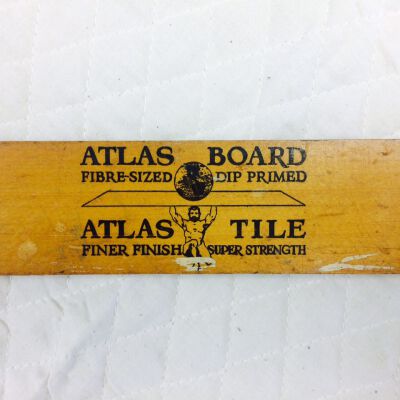 ATLAS BOARD
FIBRE-SIZED DIP PRIMED
ATLAS TILE
FINER FINISH SUPER STRENGTH